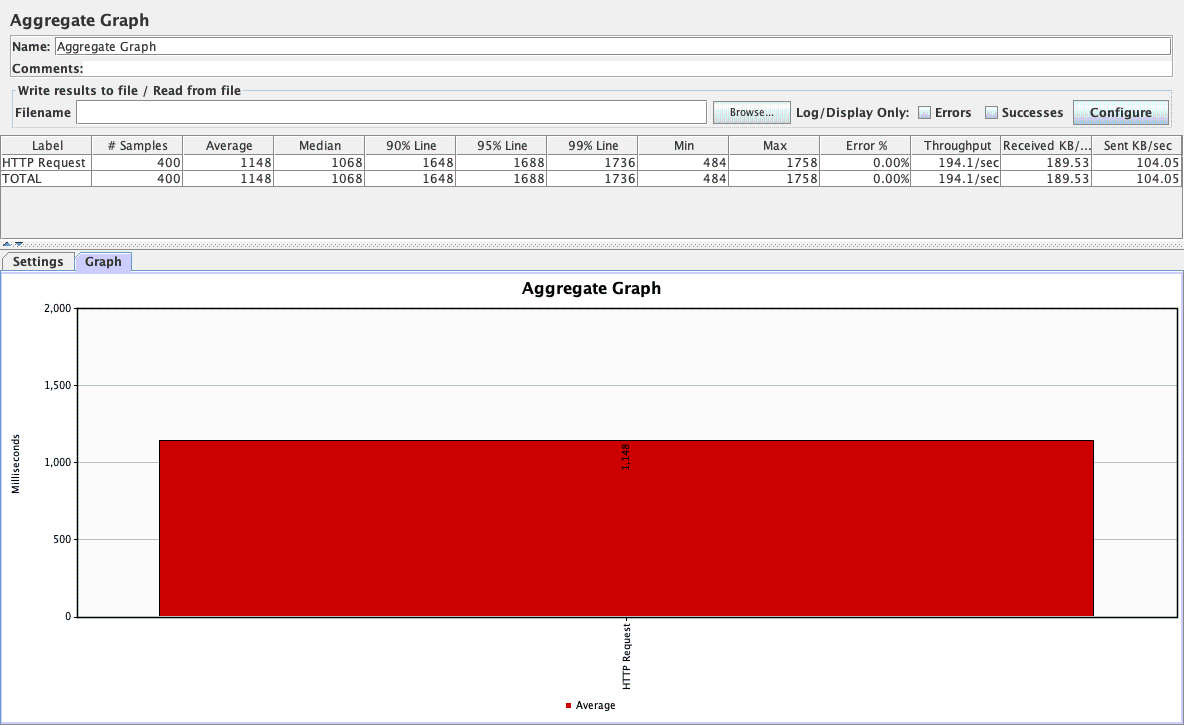 Aggregate Graph
Name: Aggregate Graph
Comments:
Write results to file / Read from file
Filename Browse... Log/Display Only: Errors Successes Configure
Label # Samples Average Median 90% Line 95% Line 99% Line Min Max Error % Throughput Received KB/... Sent KB/sec
HTTP Request 400 1148 1068 1648 1688 1736 484 1758 0.00% 194.1/sec 189.53 104.05
TOTAL 400 1148 1068 1648 1688 1736 484 1758 0.00% 194.1/sec 189.53 104.05
Settings Graph
Aggregate Graph
2,000
1,500
1,000
500
0
Milliseconds
1,148
HTTP Request
Average